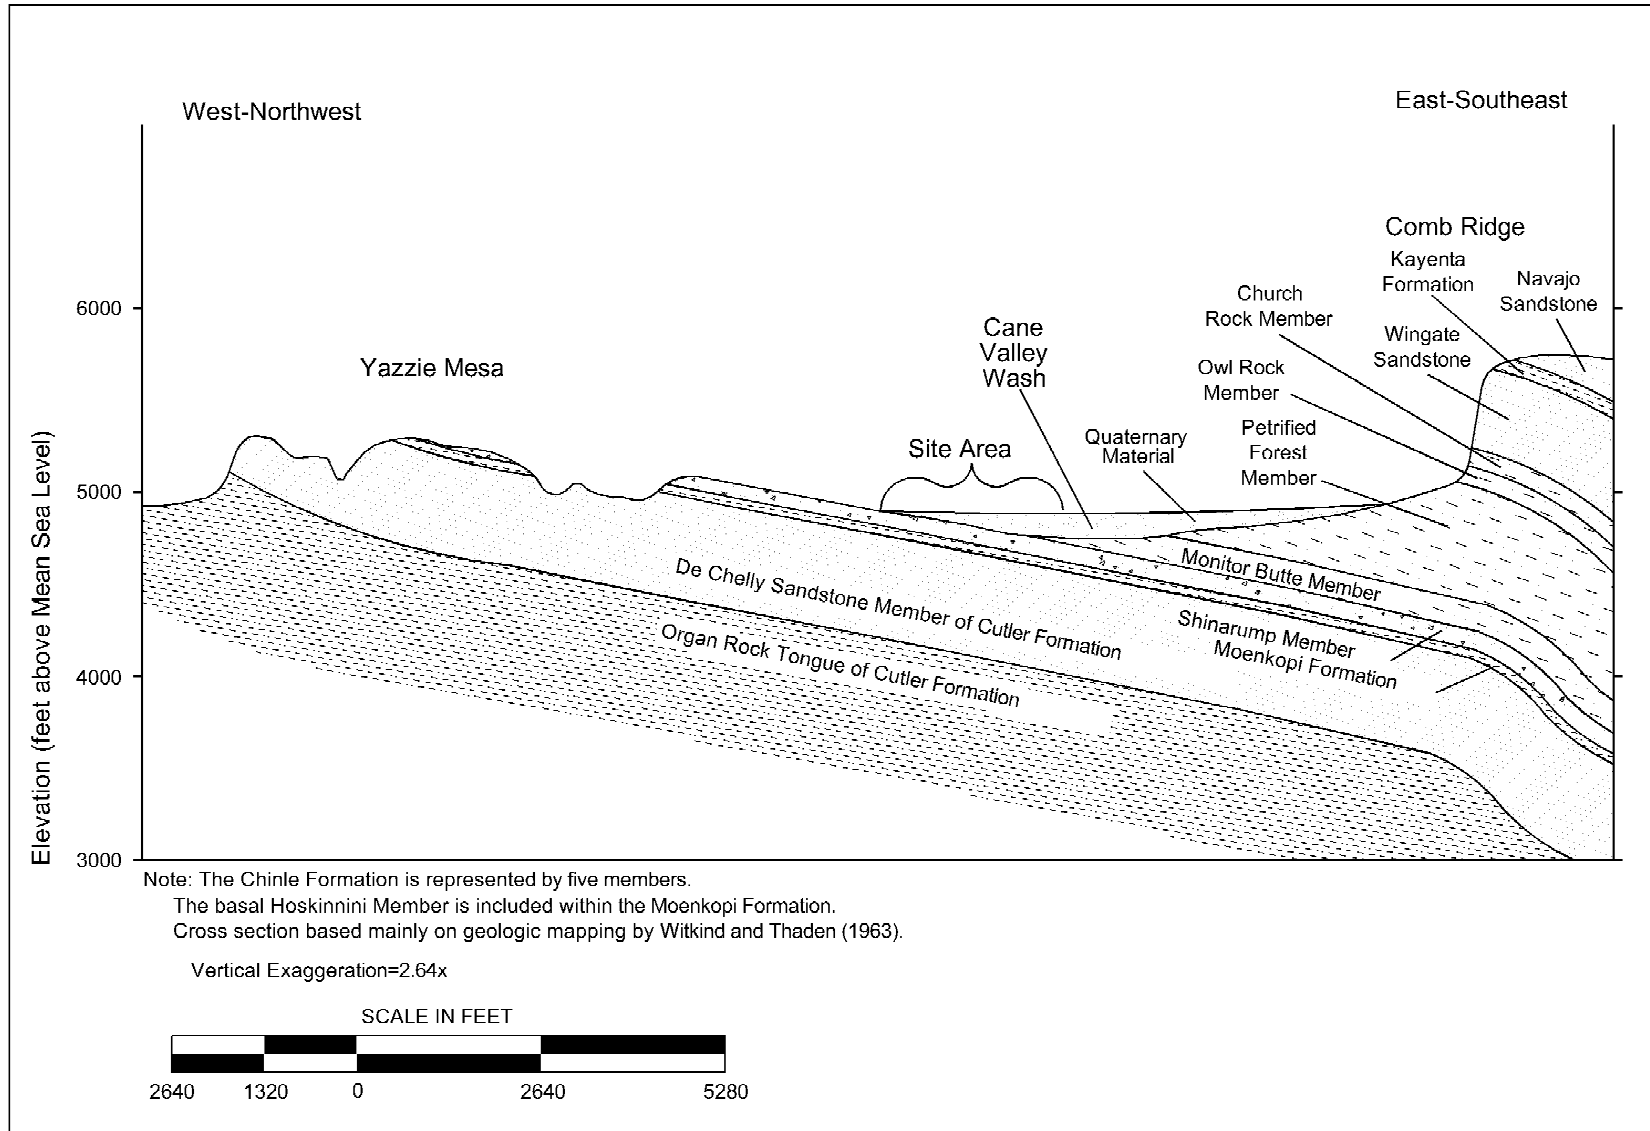 West-Northwest
East-Southeast
Comb Ridge
Kayenta
Formation
Navajo
Sandstone
Church
Rock Member
Wingate
Sandstone
Cane
Valley
Wash
Owl Rock
Member
Yazzie Mesa
Site Area
Quaternary
Material
Petrified
Forest
Member
6000
5000
4000
3000
Elevation (feet above Mean Sea Level)
Monitor Butte Member
De Chelly Sandstone Member of Cutler Formation
Shinarump Member
Moenkopi Formation
Organ Rock Tongue of Cutler Formation
Note: The Chinle Formation is represented by five members.
The basal Hoskinnini Member is included within the Moenkopi Formation.
Cross section based mainly on geologic mapping by Witkind and Thaden (1963).
Vertical Exaggeration=2.64x
SCALE IN FEET
2640 1320 0 2640 5280